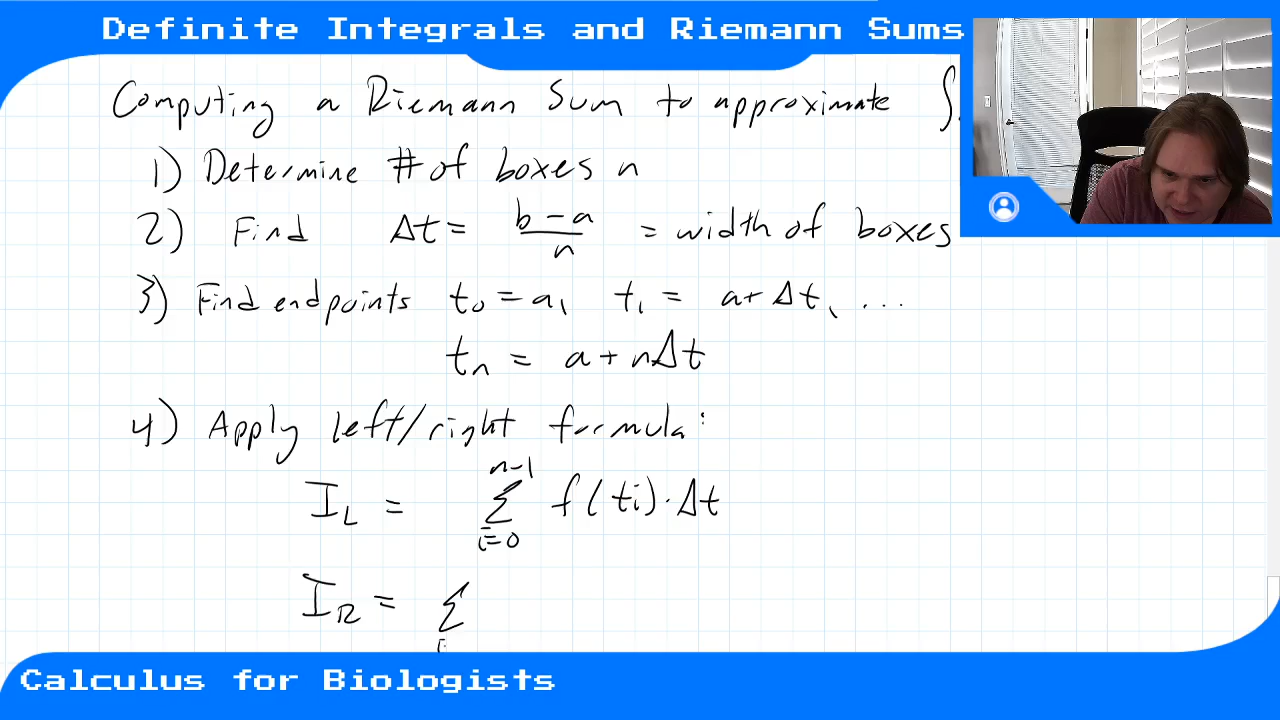 Definite Integrals and Riemann Sums
Computing a Riemann Sum to approximate ∫
1) Determine # of boxes n
2) Find Δt = b-a/n = width of boxes
3) Find endpoints t₀ = a, t₁ = a+Δt, ...
tₙ = a + nΔt
4) Apply left/right formula:
I_L = Σ_{i=0}^{n-1} f(ti)·Δt
I_R = Σ
Calculus for Biologists